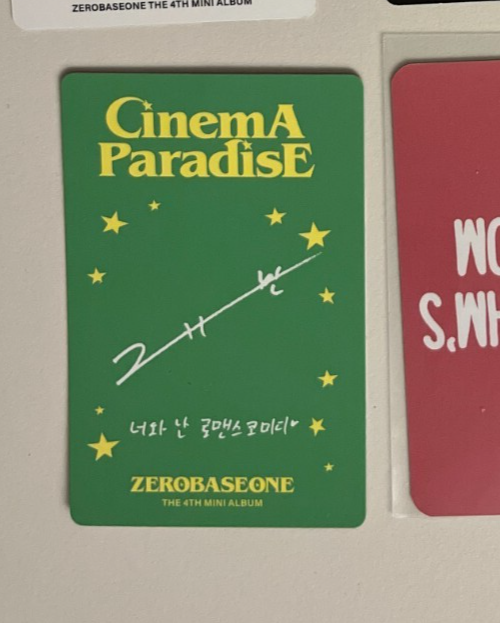 ZEROBASEONE THE 4TH MINI ALBUM
CinemA
ParadisE
너와 난 로맨스코미디♥
ZEROBASEONE
THE 4TH MINI ALBUM
WO
S.WH